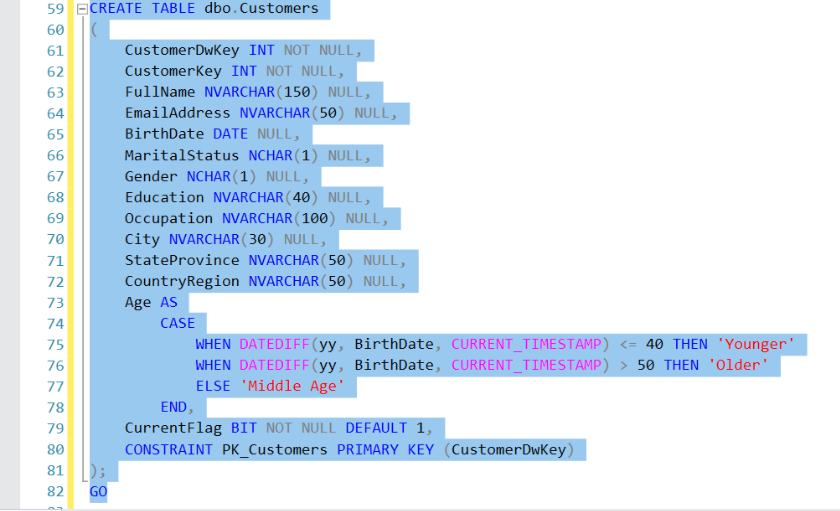 59 CREATE TABLE dbo.Customers
60 (
61 CustomerDwKey INT NOT NULL,
62 CustomerKey INT NOT NULL,
63 FullName NVARCHAR(150) NULL,
64 EmailAddress NVARCHAR(50) NULL,
65 BirthDate DATE NULL,
66 MaritalStatus NCHAR(1) NULL,
67 Gender NCHAR(1) NULL,
68 Education NVARCHAR(40) NULL,
69 Occupation NVARCHAR(100) NULL,
70 City NVARCHAR(30) NULL,
71 StateProvince NVARCHAR(50) NULL,
72 CountryRegion NVARCHAR(50) NULL,
73 Age AS
74 CASE
75 WHEN DATEDIFF(yy, BirthDate, CURRENT_TIMESTAMP) <= 40 THEN 'Younger'
76 WHEN DATEDIFF(yy, BirthDate, CURRENT_TIMESTAMP) > 50 THEN 'Older'
77 ELSE 'Middle Age'
78 END,
79 CurrentFlag BIT NOT NULL DEFAULT 1,
80 CONSTRAINT PK_Customers PRIMARY KEY (CustomerDwKey)
81 );
82 GO